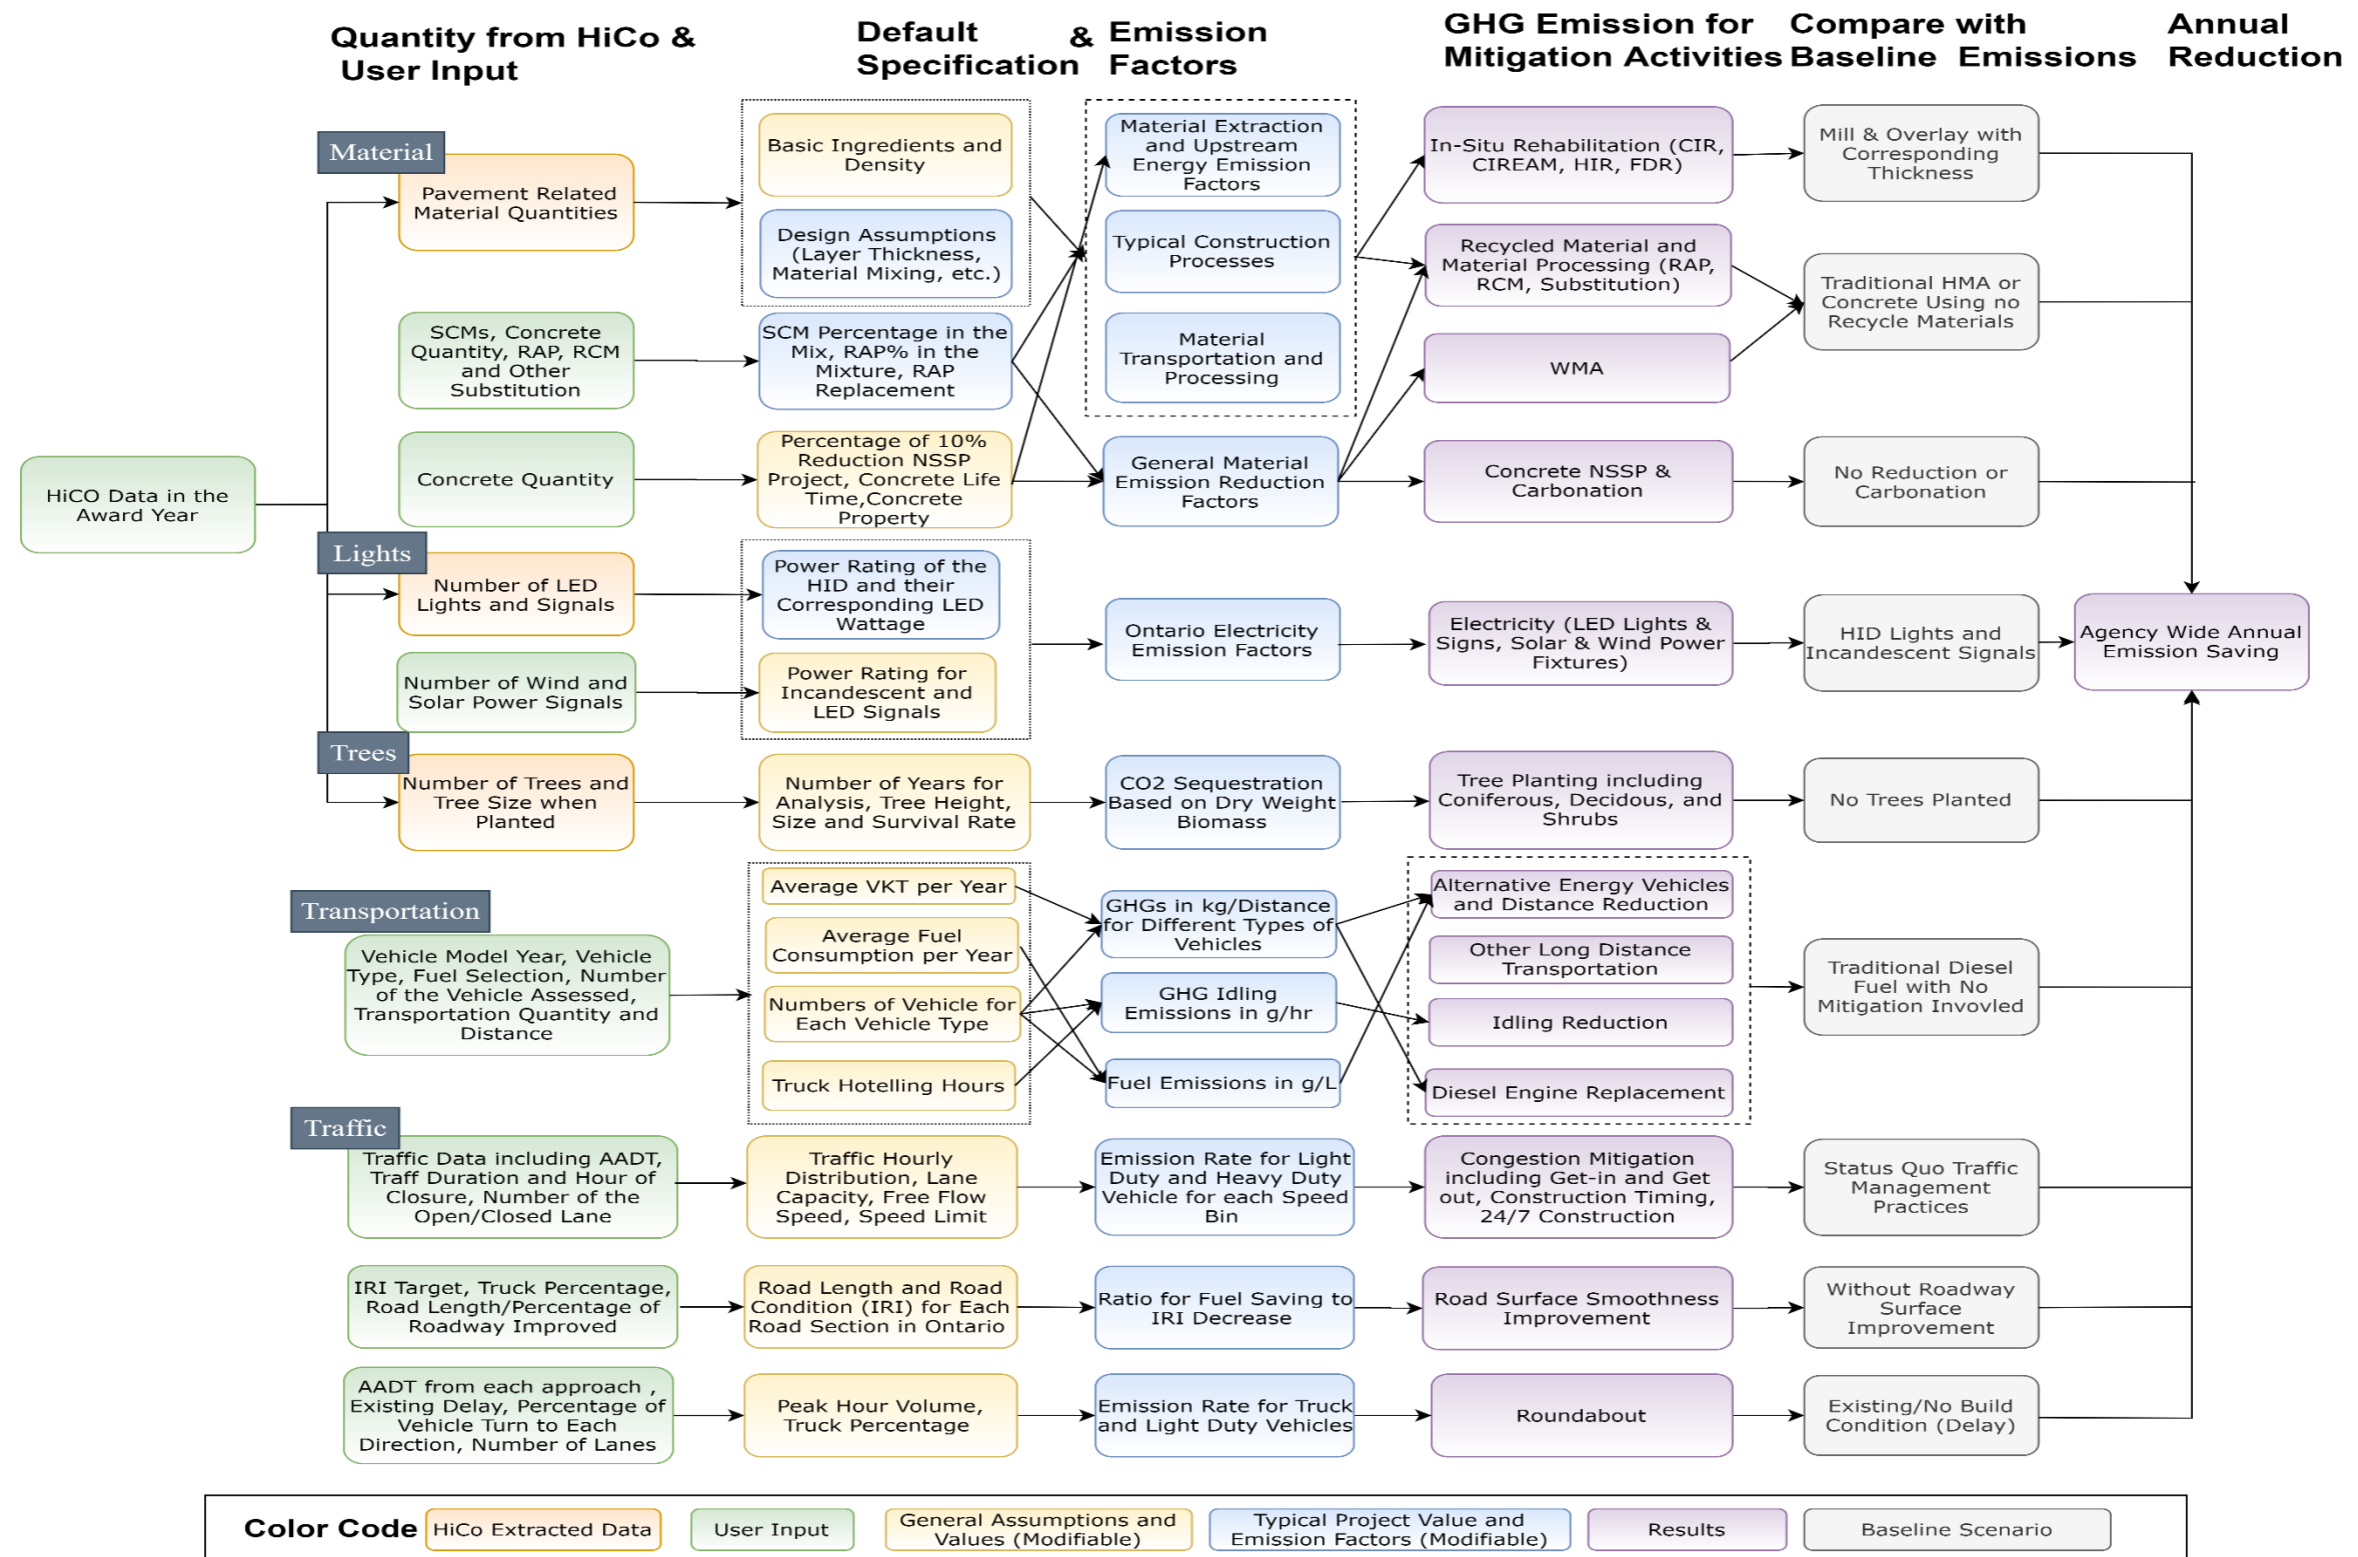 Quantity from HiCo &
User Input
Default & Emission
Specification Factors
GHG Emission for
Mitigation Activities
Compare with
Baseline Emissions
Annual
Reduction
Material
Pavement Related
Material Quantities
Basic Ingredients and
Density
Design Assumptions
(Layer Thickness,
Material Mixing, etc.)
Material Extraction
and Upstream
Energy Emission
Factors
Typical Construction
Processes
Material
Transportation and
Processing
In-Situ Rehabilitation (CIR,
CIREAM, HIR, FDR)
Mill & Overlay with
Corresponding
Thickness
Recycled Material and
Material Processing (RAP,
RCM, Substitution)
Traditional HMA or
Concrete Using no
Recycle Materials
WMA
SCMs, Concrete
Quantity, RAP, RCM
and Other
Substitution
SCM Percentage in the
Mix, RAP% in the
Mixture, RAP
Replacement
Concrete Quantity
Percentage of 10%
Reduction NSSP
Project, Concrete Life
Time,Concrete
Property
General Material
Emission Reduction
Factors
Concrete NSSP &
Carbonation
No Reduction or
Carbonation
HiCO Data in the
Award Year
Lights
Number of LED
Lights and Signals
Power Rating of the
HID and their
Corresponding LED
Wattage
Number of Wind and
Solar Power Signals
Power Rating for
Incandescent and
LED Signals
Ontario Electricity
Emission Factors
Electricity (LED Lights &
Signs, Solar & Wind Power
Fixtures)
HID Lights and
Incandescent Signals
Agency Wide Annual
Emission Saving
Trees
Number of Trees and
Tree Size when
Planted
Number of Years for
Analysis, Tree Height,
Size and Survival Rate
CO2 Sequestration
Based on Dry Weight
Biomass
Tree Planting including
Coniferous, Decidous, and
Shrubs
No Trees Planted
Transportation
Vehicle Model Year, Vehicle
Type, Fuel Selection, Number
of the Vehicle Assessed,
Transportation Quantity and
Distance
Average VKT per Year
Average Fuel
Consumption per Year
Numbers of Vehicle for
Each Vehicle Type
Truck Hotelling Hours
GHGs in kg/Distance
for Different Types of
Vehicles
GHG Idling
Emissions in g/hr
Fuel Emissions in g/L
Alternative Energy Vehicles
and Distance Reduction
Other Long Distance
Transportation
Idling Reduction
Diesel Engine Replacement
Traditional Diesel
Fuel with No
Mitigation Invovled
Traffic
Traffic Data including AADT,
Traff Duration and Hour of
Closure, Number of the
Open/Closed Lane
Traffic Hourly
Distribution, Lane
Capacity, Free Flow
Speed, Speed Limit
Emission Rate for Light
Duty and Heavy Duty
Vehicle for each Speed
Bin
Congestion Mitigation
including Get-in and Get
out, Construction Timing,
24/7 Construction
Status Quo Traffic
Management
Practices
IRI Target, Truck Percentage,
Road Length/Percentage of
Roadway Improved
Road Length and Road
Condition (IRI) for Each
Road Section in Ontario
Ratio for Fuel Saving to
IRI Decrease
Road Surface Smoothness
Improvement
Without Roadway
Surface
Improvement
AADT from each approach ,
Existing Delay, Percentage of
Vehicle Turn to Each
Direction, Number of Lanes
Peak Hour Volume,
Truck Percentage
Emission Rate for Truck
and Light Duty Vehicles
Roundabout
Existing/No Build
Condition (Delay)
Color Code
HiCo Extracted Data
User Input
General Assumptions and
Values (Modifiable)
Typical Project Value and
Emission Factors (Modifiable)
Results
Baseline Scenario